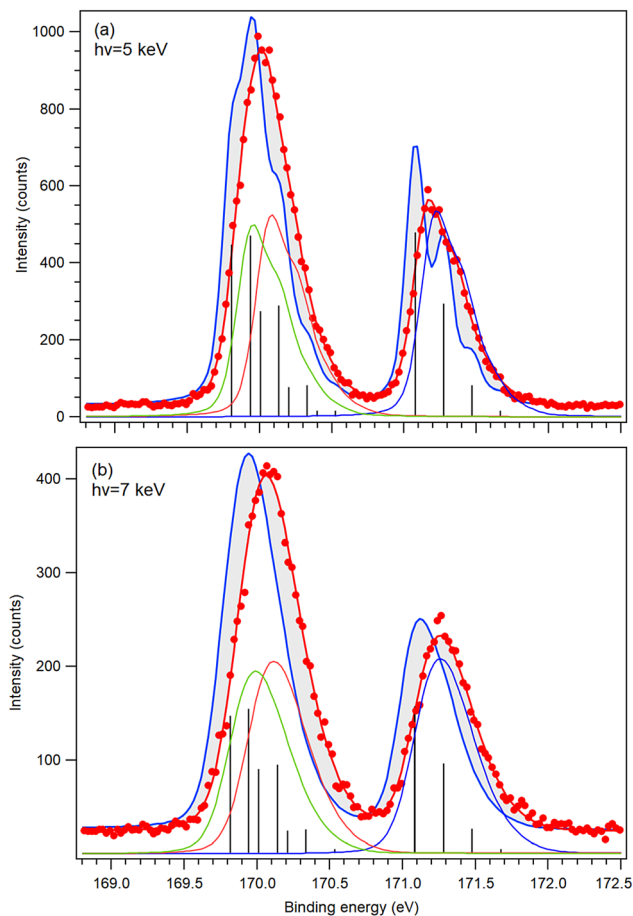 (a)
hν=5 keV
1000
800
600
400
200
0
Intensity (counts)
(b)
hν=7 keV
400
300
200
100
Intensity (counts)
169.0 169.5 170.0 170.5 171.0 171.5 172.0 172.5
Binding energy (eV)